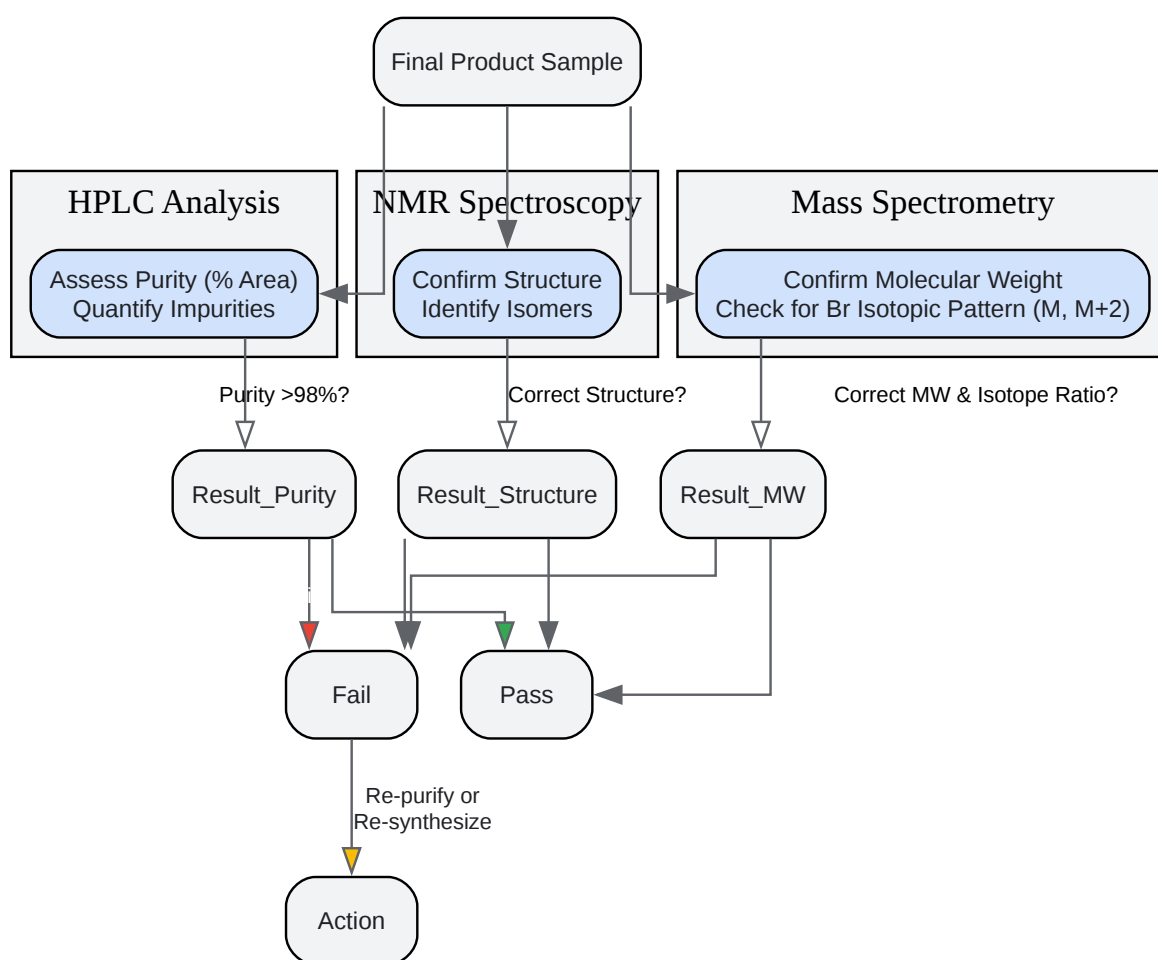 Final Product Sample
HPLC Analysis
NMR Spectroscopy
Mass Spectrometry
Assess Purity (% Area)
Quantify Impurities
Confirm Structure
Identify Isomers
Confirm Molecular Weight
Check for Br Isotopic Pattern (M, M+2)
Purity >98%?
Correct Structure?
Correct MW & Isotope Ratio?
Result_Purity
Result_Structure
Result_MW
Fail
Pass
Re-purify or
Re-synthesize
Action